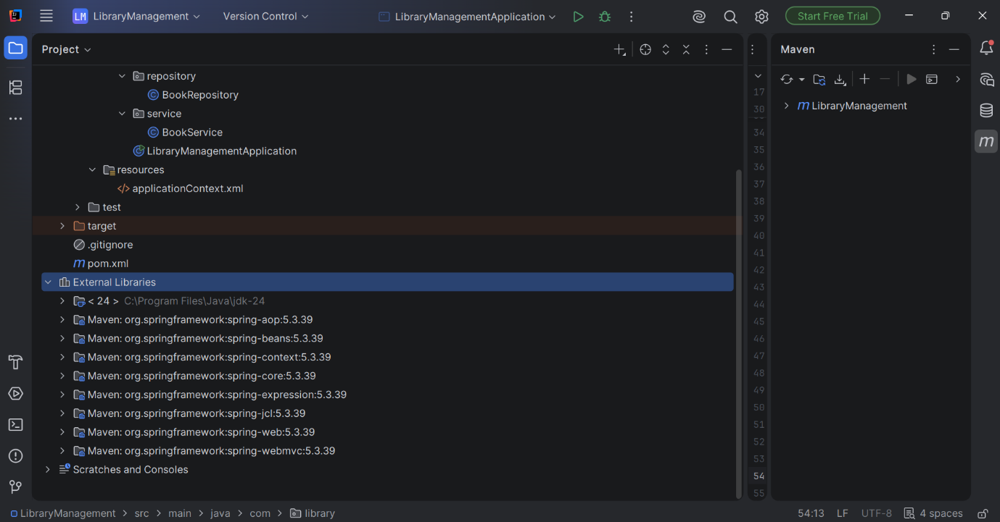 LM LibraryManagement Version Control LibraryManagementApplication Start Free Trial
Project
Maven
repository
BookRepository
service
BookService
LibraryManagementApplication
resources
applicationContext.xml
test
target
.gitignore
m pom.xml
External Libraries
< 24 > C:\Program Files\Java\jdk-24
Maven: org.springframework:spring-aop:5.3.39
Maven: org.springframework:spring-beans:5.3.39
Maven: org.springframework:spring-context:5.3.39
Maven: org.springframework:spring-core:5.3.39
Maven: org.springframework:spring-expression:5.3.39
Maven: org.springframework:spring-jcl:5.3.39
Maven: org.springframework:spring-web:5.3.39
Maven: org.springframework:spring-webmvc:5.3.39
Scratches and Consoles
17
30
34
35
36
37
38
39
40
41
42
43
44
45
46
47
48
49
50
51
52
53
54
55
m LibraryManagement
m
LibraryManagement > src > main > java > com > library 54:13 LF UTF-8 4 spaces